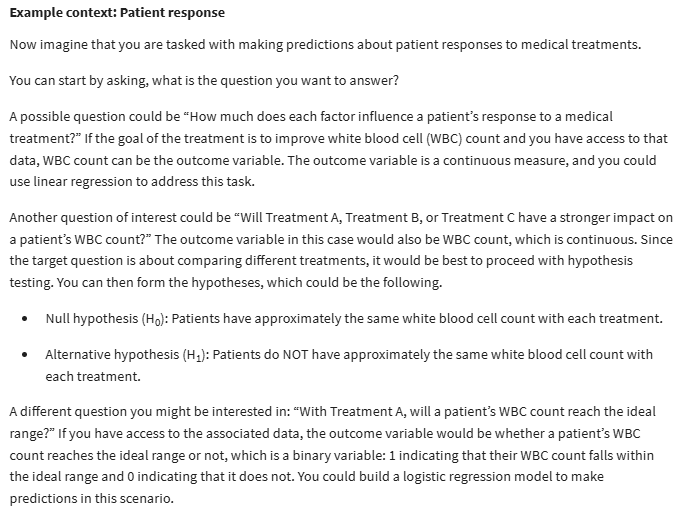 Example context: Patient response
Now imagine that you are tasked with making predictions about patient responses to medical treatments.
You can start by asking, what is the question you want to answer?
A possible question could be “How much does each factor influence a patient’s response to a medical
treatment?” If the goal of the treatment is to improve white blood cell (WBC) count and you have access to that
data, WBC count can be the outcome variable. The outcome variable is a continuous measure, and you could
use linear regression to address this task.
Another question of interest could be “Will Treatment A, Treatment B, or Treatment C have a stronger impact on
a patient’s WBC count?” The outcome variable in this case would also be WBC count, which is continuous. Since
the target question is about comparing different treatments, it would be best to proceed with hypothesis
testing. You can then form the hypotheses, which could be the following.
• Null hypothesis (H₀): Patients have approximately the same white blood cell count with each treatment.
• Alternative hypothesis (H₁): Patients do NOT have approximately the same white blood cell count with
each treatment.
A different question you might be interested in: “With Treatment A, will a patient’s WBC count reach the ideal
range?” If you have access to the associated data, the outcome variable would be whether a patient’s WBC
count reaches the ideal range or not, which is a binary variable: 1 indicating that their WBC count falls within
the ideal range and 0 indicating that it does not. You could build a logistic regression model to make
predictions in this scenario.